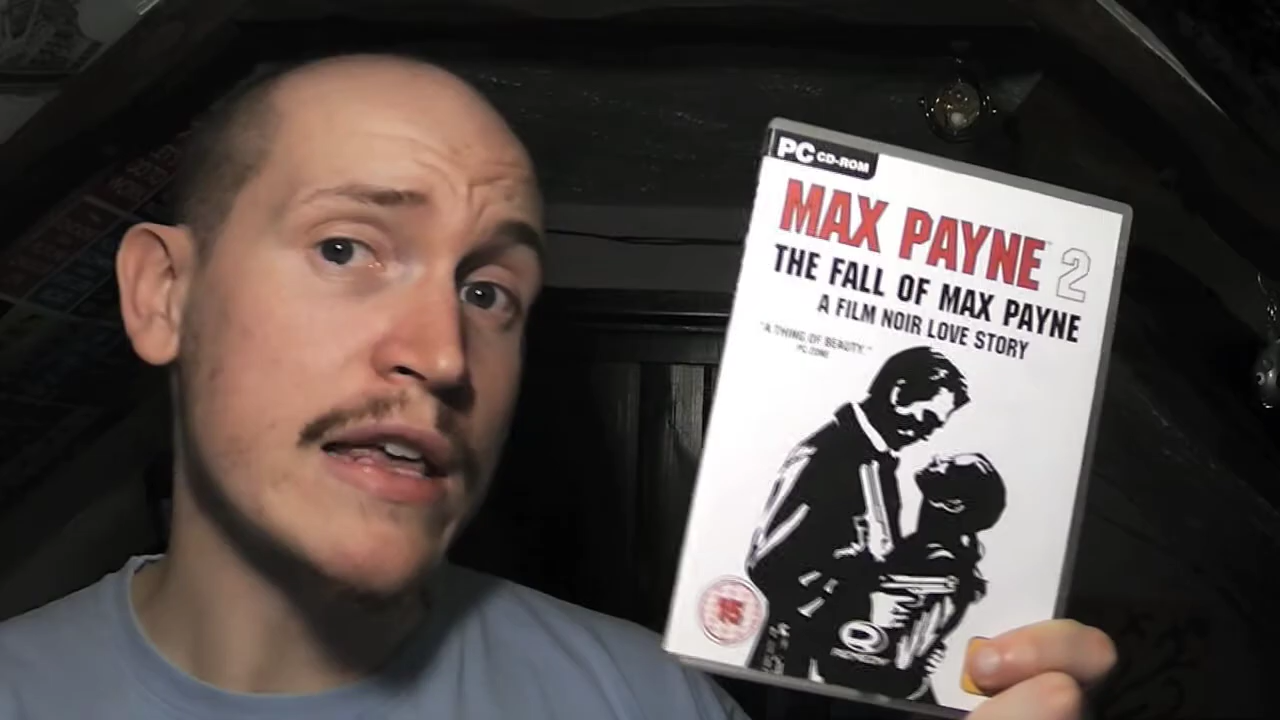 PC CD-ROM
MAX PAYNE 2
THE FALL OF MAX PAYNE
A FILM NOIR LOVE STORY
"A THING OF BEAUTY."
PC ZONE
15
REMEDY